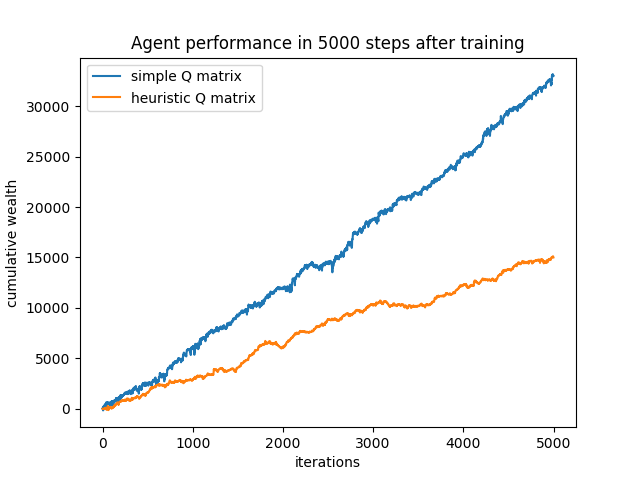 Agent performance in 5000 steps after training
simple Q matrix
heuristic Q matrix
30000
25000
20000
15000
10000
5000
0
cumulative wealth
0 1000 2000 3000 4000 5000
iterations